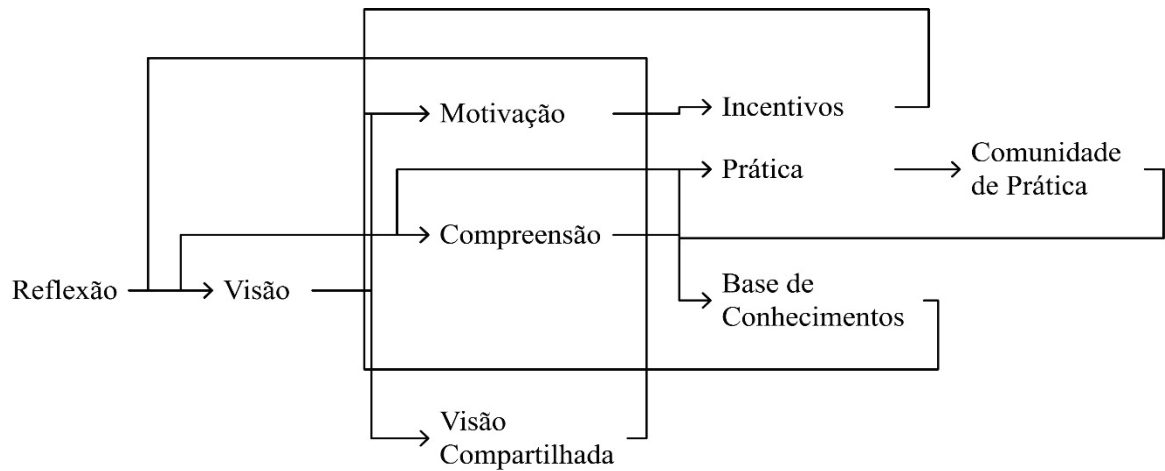 Motivação
Incentivos
Prática
Comunidade
de Prática
Compreensão
Reflexão
Visão
Base de
Conhecimentos
Visão
Compartilhada